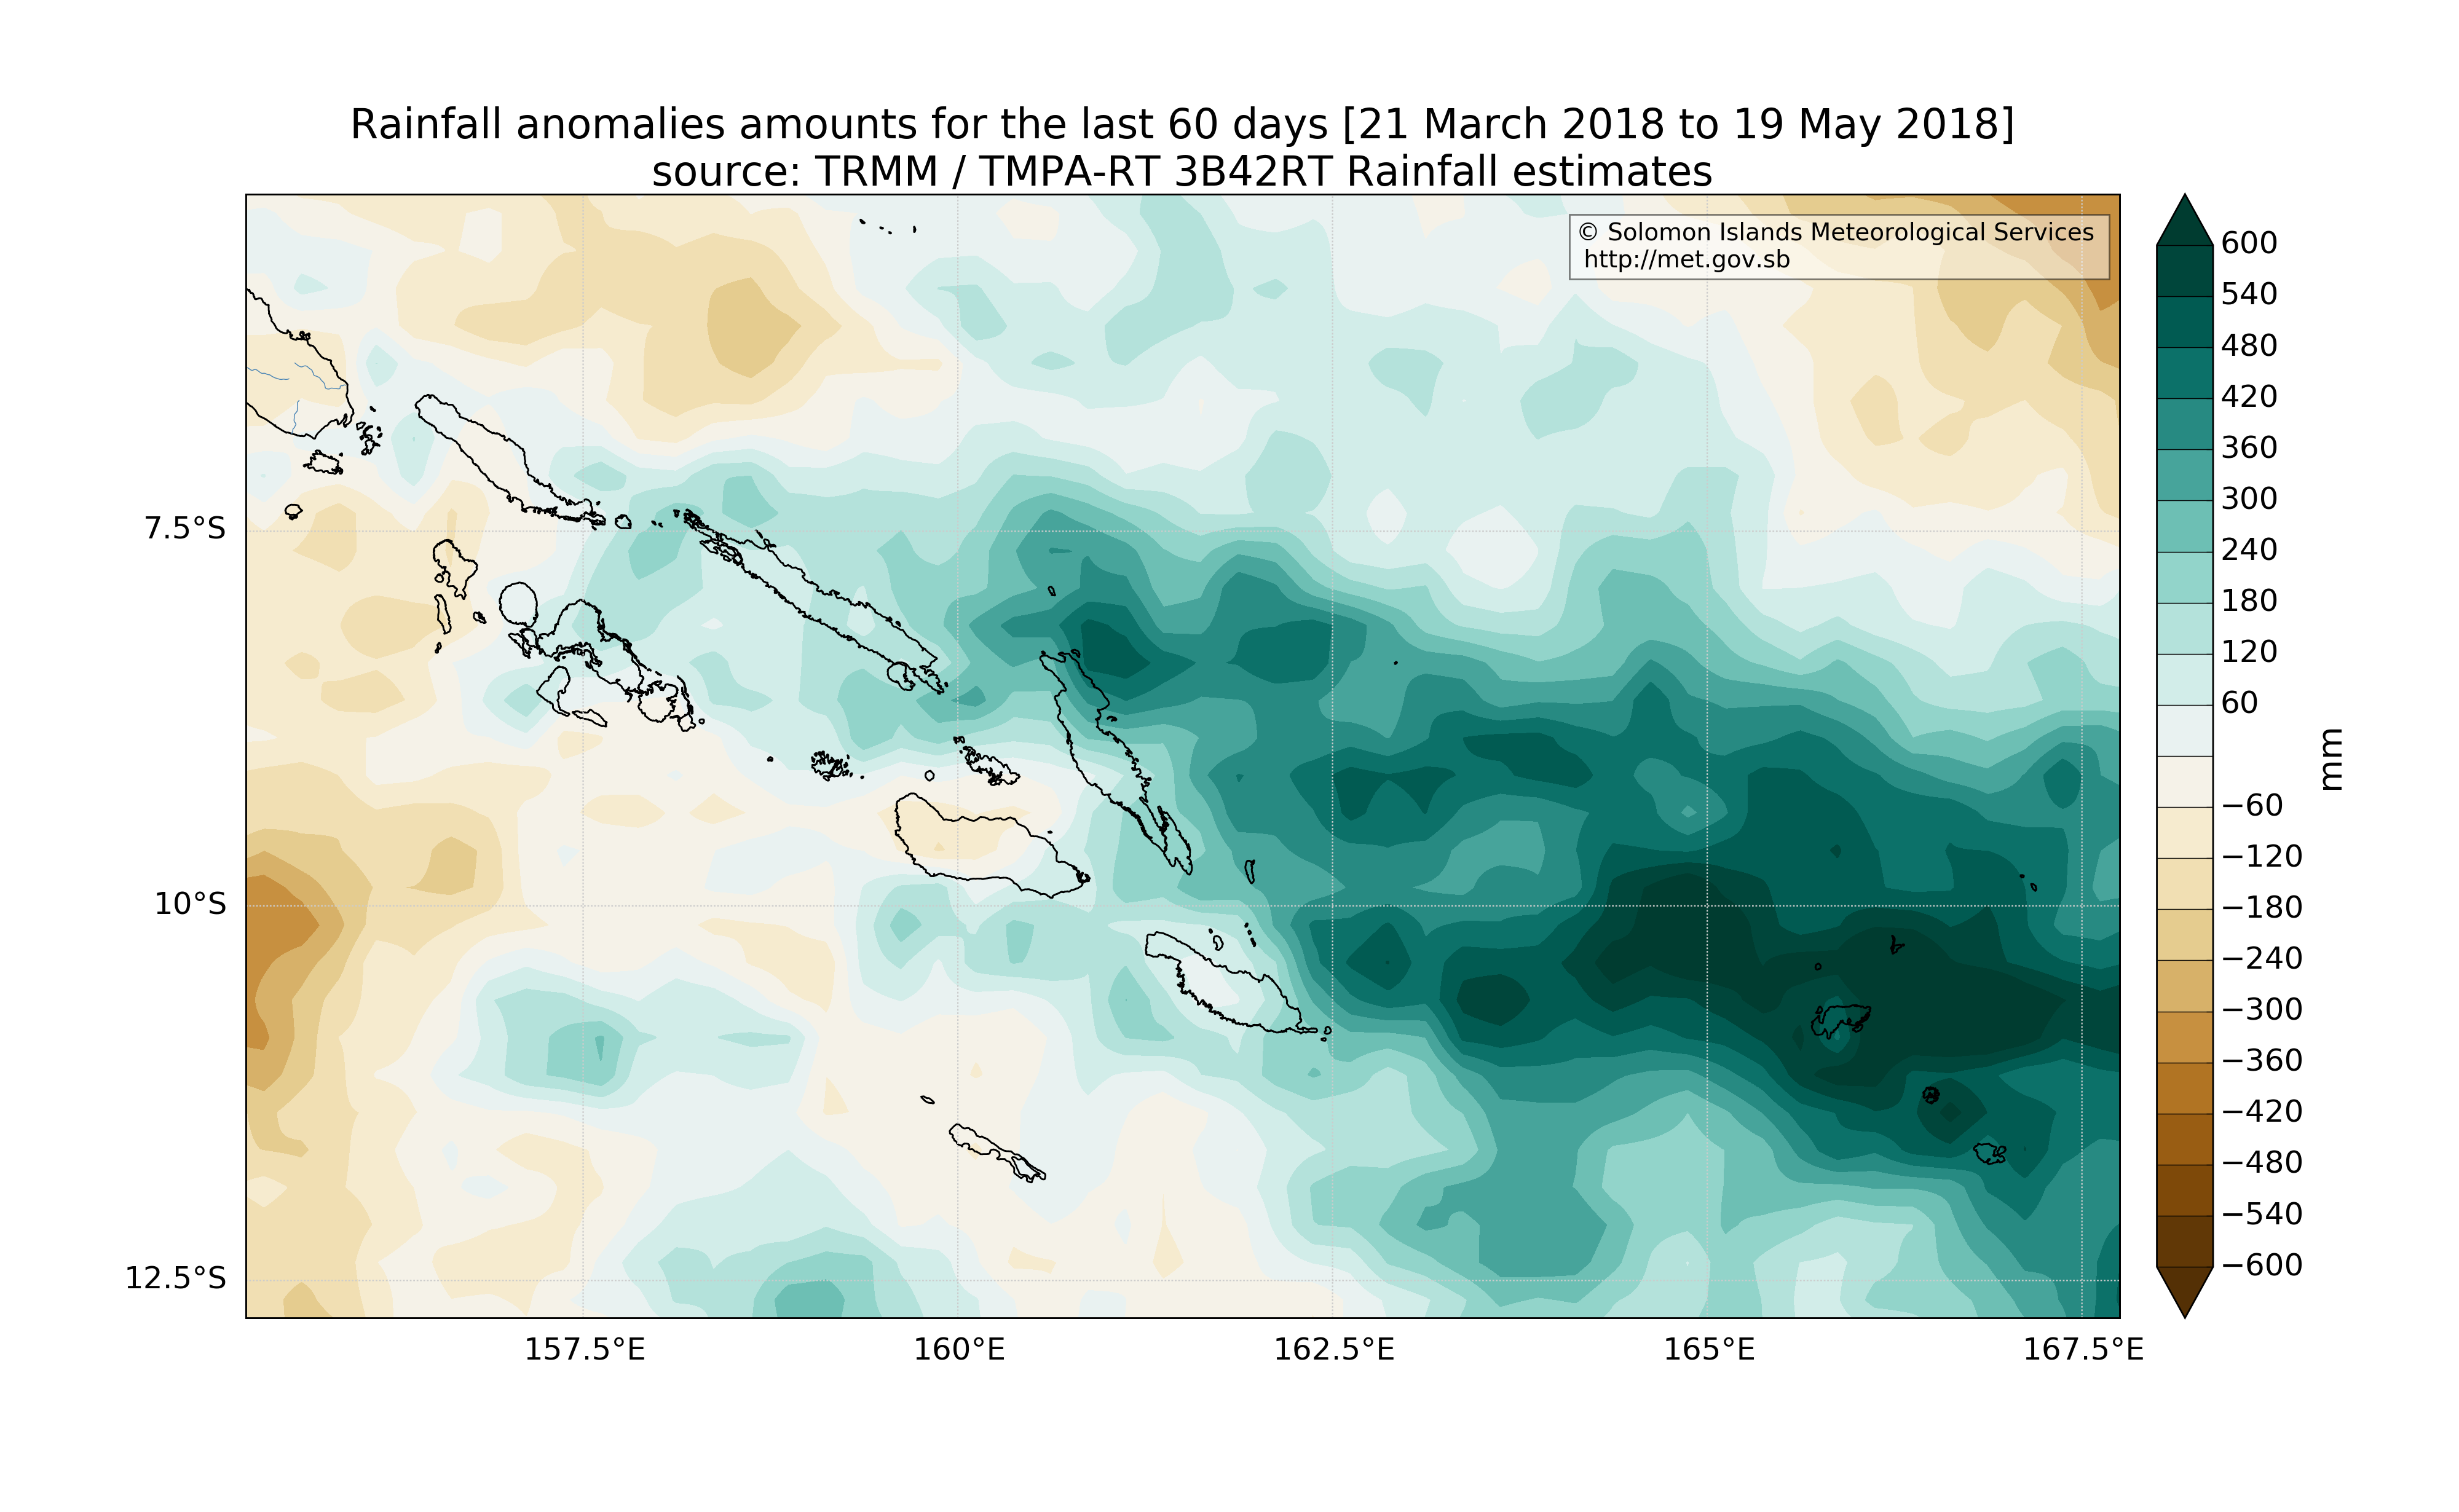 Rainfall anomalies amounts for the last 60 days [21 March 2018 to 19 May 2018]
source: TRMM / TMPA-RT 3B42RT Rainfall estimates
© Solomon Islands Meteorological Services
http://met.gov.sb
7.5°S
10°S
12.5°S
157.5°E
160°E
162.5°E
165°E
167.5°E
600
540
480
420
360
300
240
180
120
60
−60
−120
−180
−240
−300
−360
−420
−480
−540
−600
mm